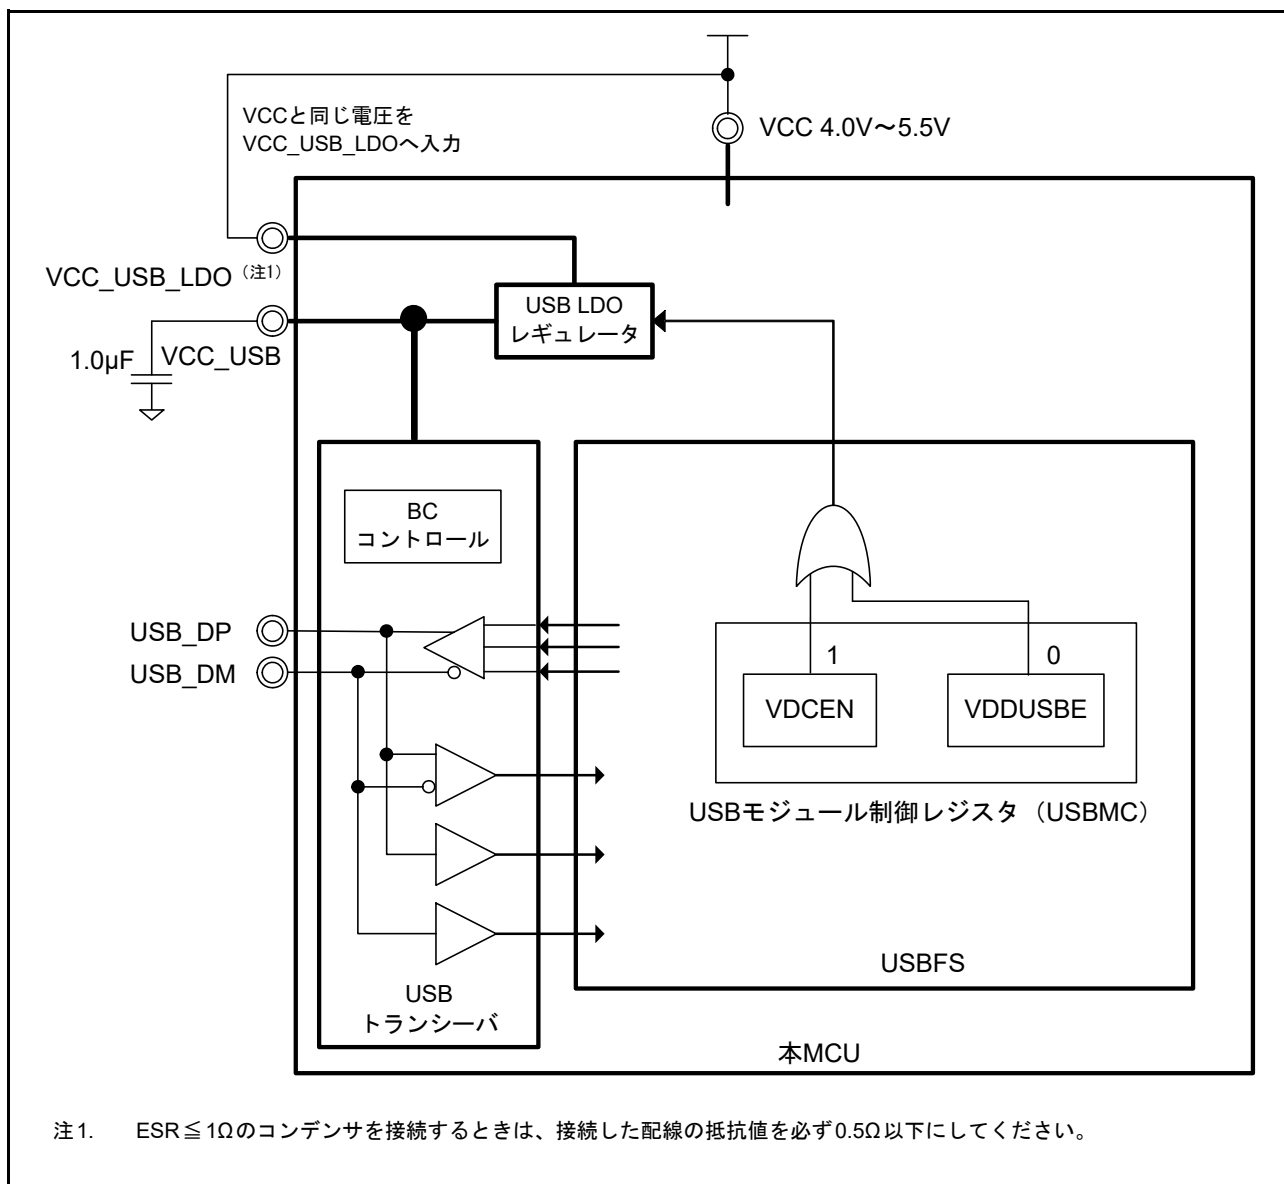 VCCと同じ電圧を
VCC_USB_LDOへ入力
VCC 4.0V～5.5V
VCC_USB_LDO（注1）
USB LDO
レギュレータ
1.0µF
VCC_USB
BC
コントロール
USB_DP
USB_DM
1
0
VDCEN
VDDUSBE
USBモジュール制御レジスタ（USBMC）
USBFS
USB
トランシーバ
本MCU
注1. ESR≦1Ωのコンデンサを接続するときは、接続した配線の抵抗値を必ず0.5Ω以下にしてください。